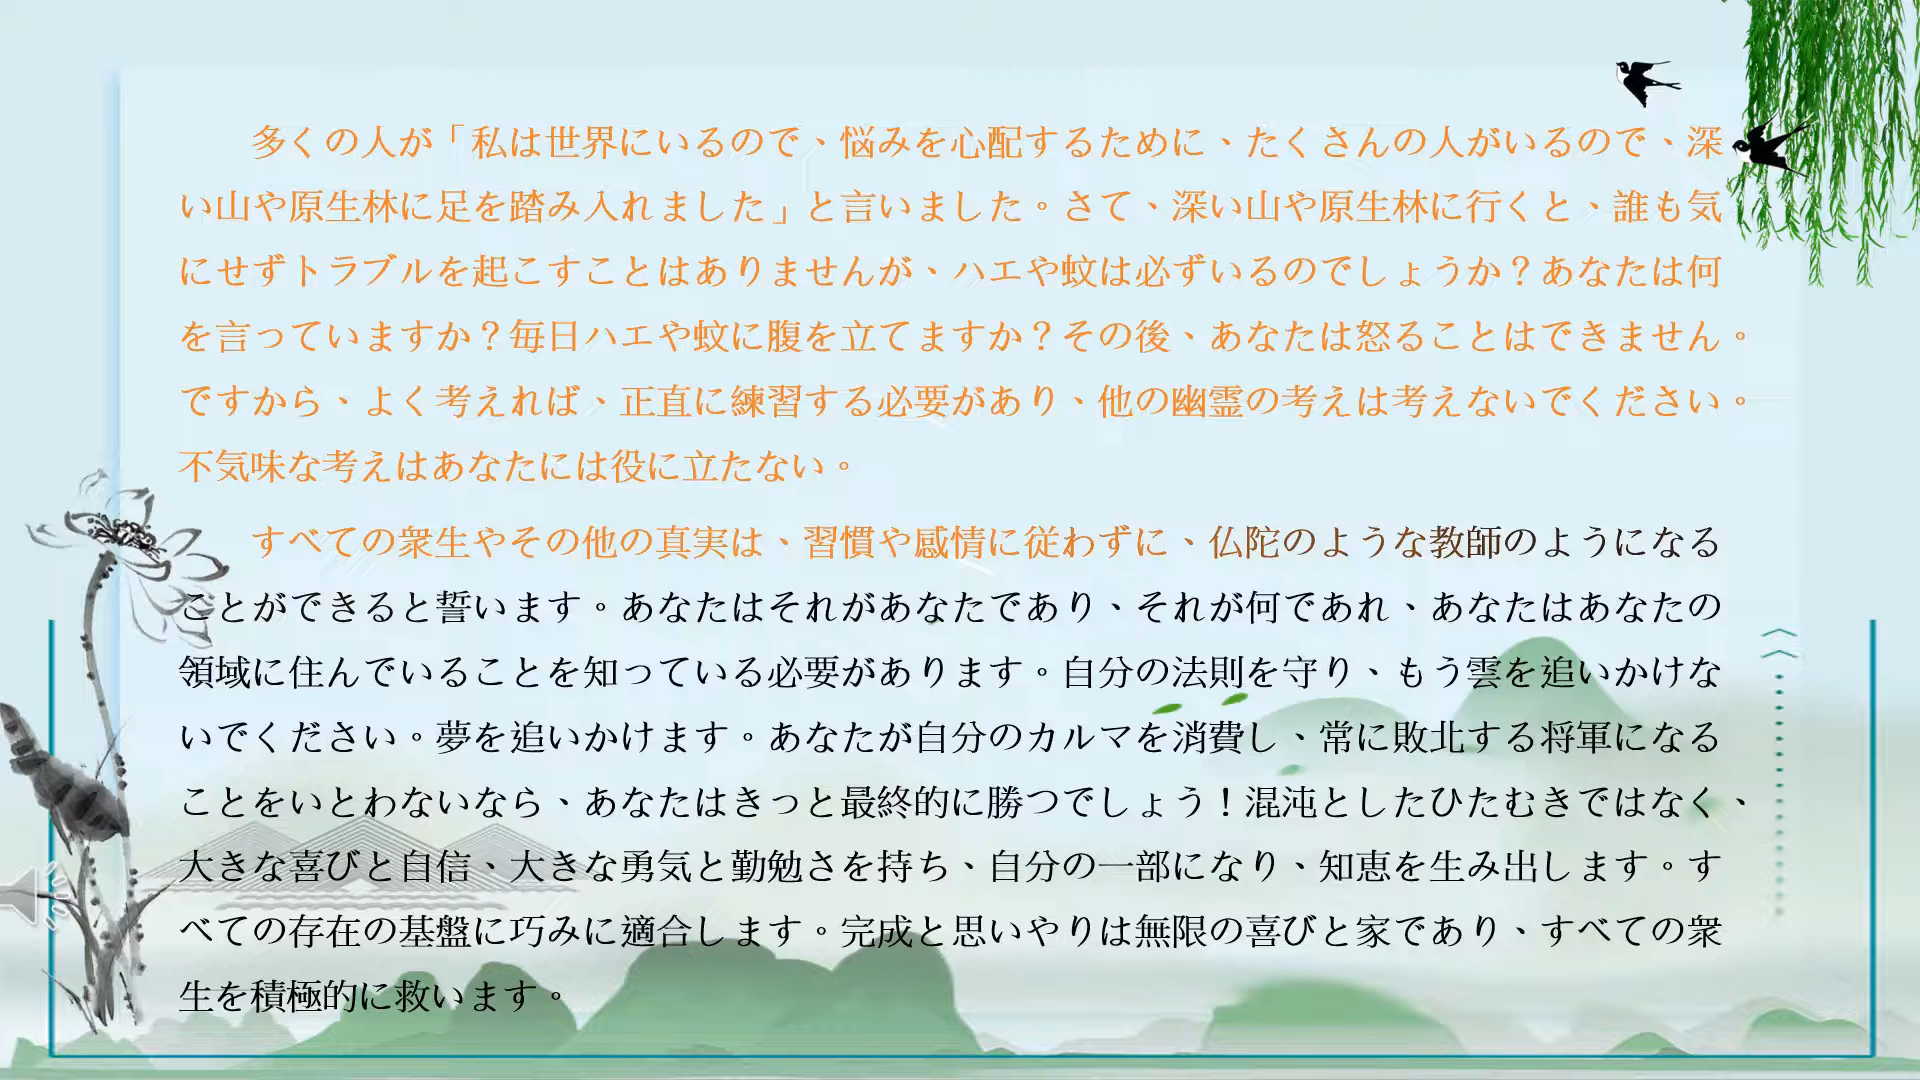 多くの人が「私は世界にいるので、悩みを心配するために、たくさんの人がいるので、深
い山や原生林に足を踏み入れました」と言いました。さて、深い山や原生林に行くと、誰も気
にせずトラブルを起こすことはありませんが、ハエや蚊は必ずいるのでしょうか？あなたは何
を言っていますか？毎日ハエや蚊に腹を立てますか？その後、あなたは怒ることはできません。
ですから、よく考えれば、正直に練習する必要があり、他の幽霊の考えは考えないでください。
不気味な考えはあなたには役に立たない。
すべての衆生やその他の真実は、習慣や感情に従わずに、仏陀のような教師のようになる
ことができると誓います。あなたはそれがあなたであり、それが何であれ、あなたはあなたの
領域に住んでいることを知っている必要があります。自分の法則を守り、もう雲を追いかけな
いでください。夢を追いかけます。あなたが自分のカルマを消費し、常に敗北する将軍になる
ことをいとわないなら、あなたはきっと最終的に勝つでしょう！混沌としたひたむきではなく、
大きな喜びと自信、大きな勇気と勤勉さを持ち、自分の一部になり、知恵を生み出します。す
べての存在の基盤に巧みに適合します。完成と思いやりは無限の喜びと家であり、すべての衆
生を積極的に救います。